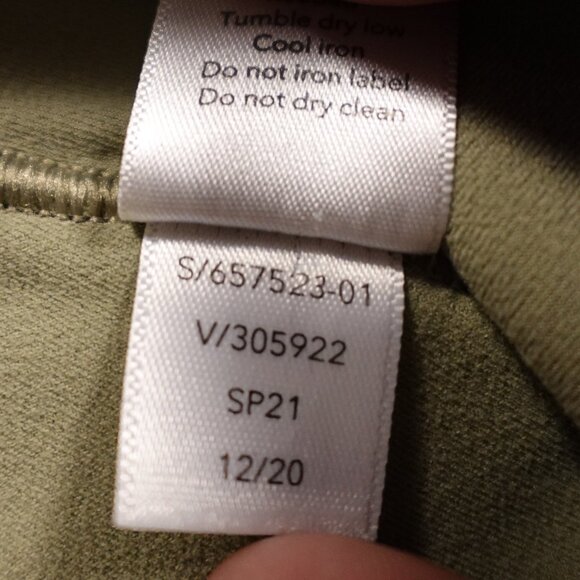 Tumble dry low
Cool iron
Do not iron label
Do not dry clean
S/657523-01
V/305922
SP21
12/20